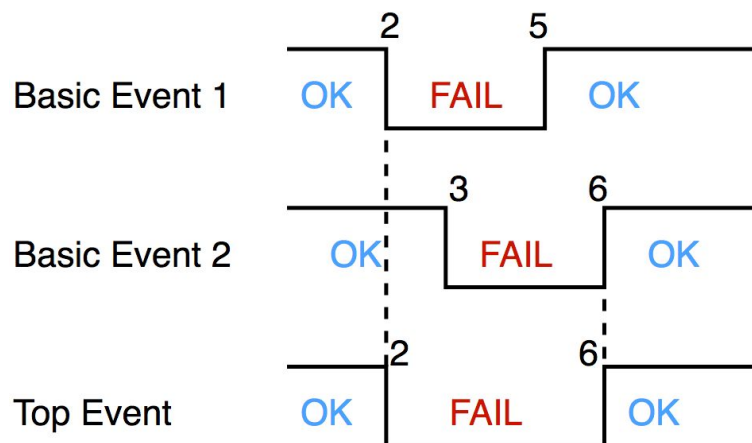 2 5
Basic Event 1 OK FAIL OK
3 6
Basic Event 2 OK FAIL OK
2 6
Top Event OK FAIL OK